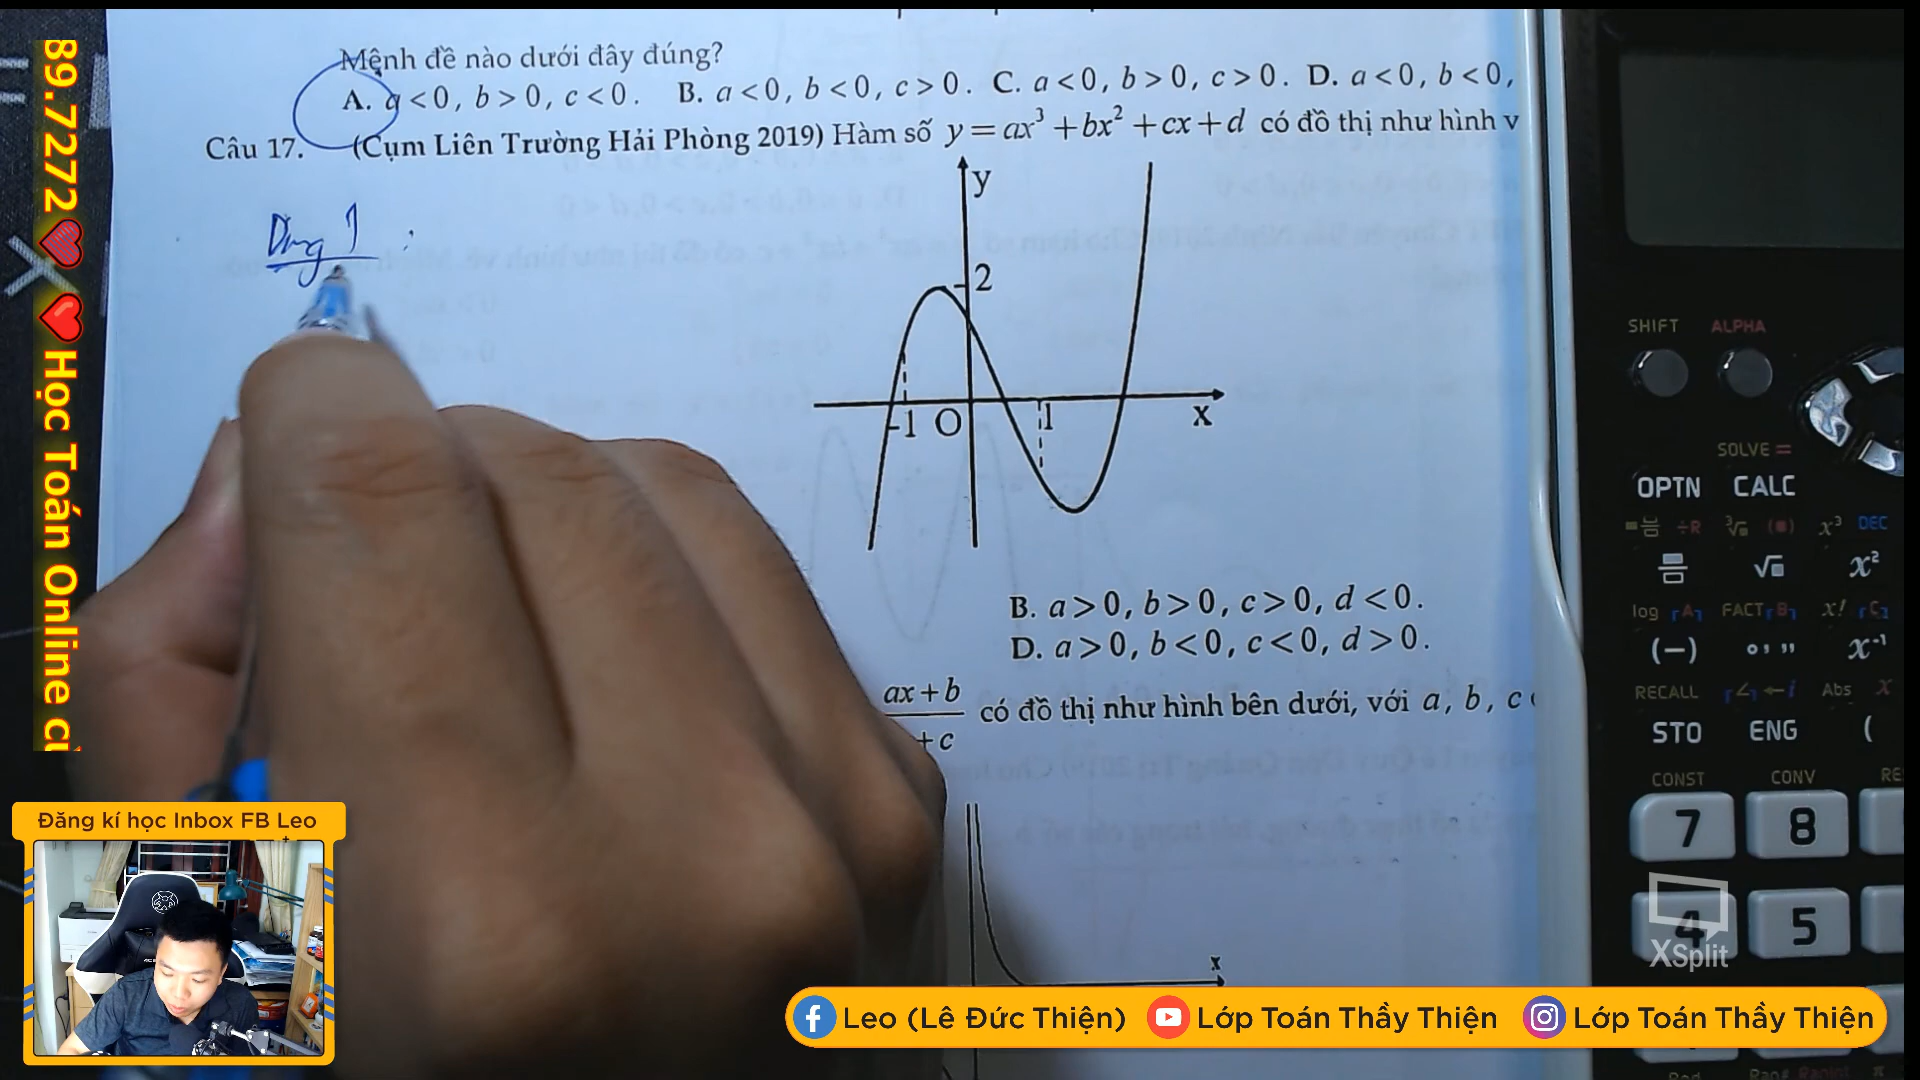 Mệnh đề nào dưới đây đúng?
A. a < 0, b > 0, c < 0. B. a < 0, b < 0, c > 0. C. a < 0, b > 0, c > 0. D. a < 0, b < 0,
Câu 17. (Cụm Liên Trường Hải Phòng 2019) Hàm số y = ax³ + bx² + cx + d có đồ thị như hình v
Dạng 1 :
y
2
-1 O 1 x
B. a > 0, b > 0, c > 0, d < 0.
D. a > 0, b < 0, c < 0, d > 0.
ax + b
có đồ thị như hình bên dưới, với a, b, c
+ c
x
89.7272 ❤ ❤ Học Toán Online củ
SHIFT ALPHA
SOLVE =
OPTN CALC
÷R x³ DEC
x²
log A FACT B x! C
(−) x⁻¹
RECALL ∠ ←i Abs x
STO ENG (
CONST CONV RE
7 8
4 5
XSplit
Đăng kí học Inbox FB Leo
Leo (Lê Đức Thiện) Lớp Toán Thầy Thiện Lớp Toán Thầy Thiện